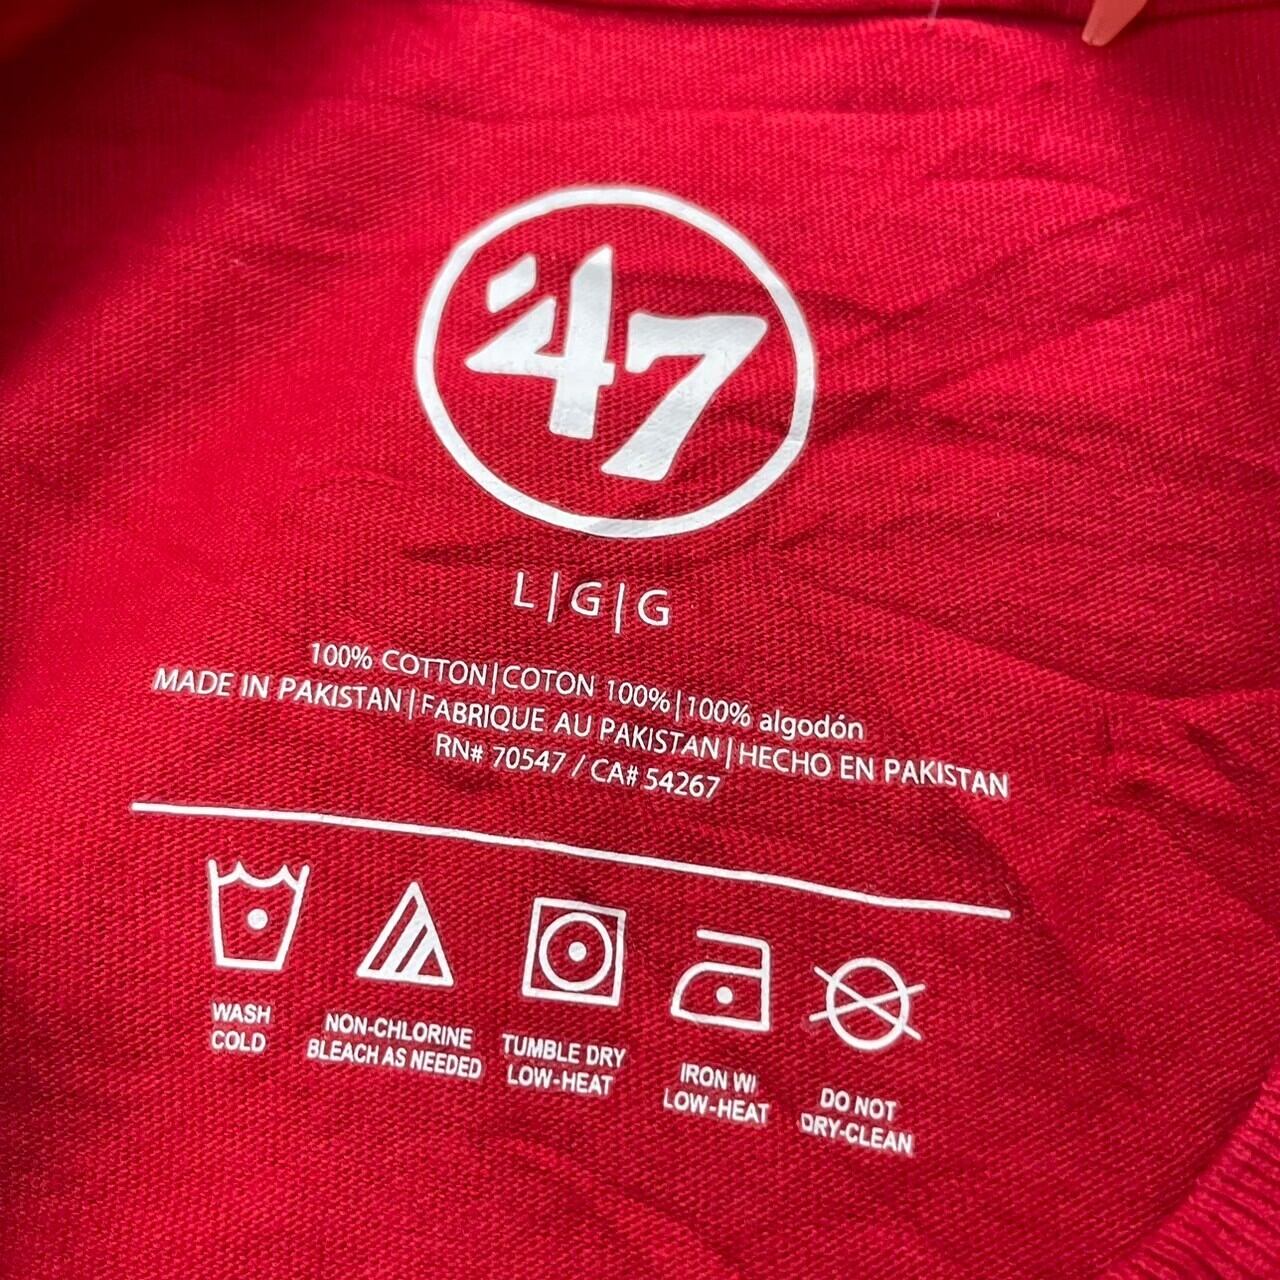 '47
L|G|G
100% COTTON|COTON 100%|100% algodón
MADE IN PAKISTAN|FABRIQUE AU PAKISTAN|HECHO EN PAKISTAN
RN# 70547 / CA# 54267
WASH
COLD
NON-CHLORINE
BLEACH AS NEEDED
TUMBLE DRY
LOW-HEAT
IRON W/
LOW-HEAT
DO NOT
DRY-CLEAN